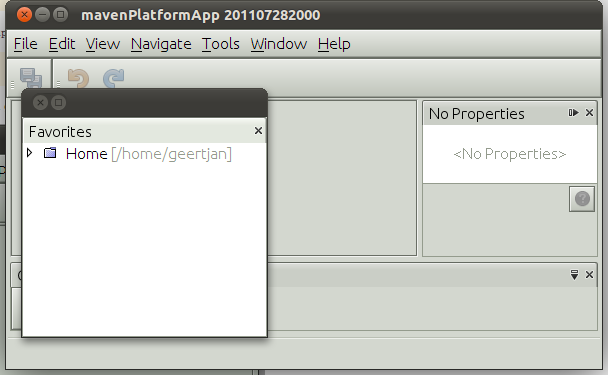 mavenPlatformApp 201107282000
File Edit View Navigate Tools Window Help
Favorites
Home [/home/geertjan]
No Properties
<No Properties>